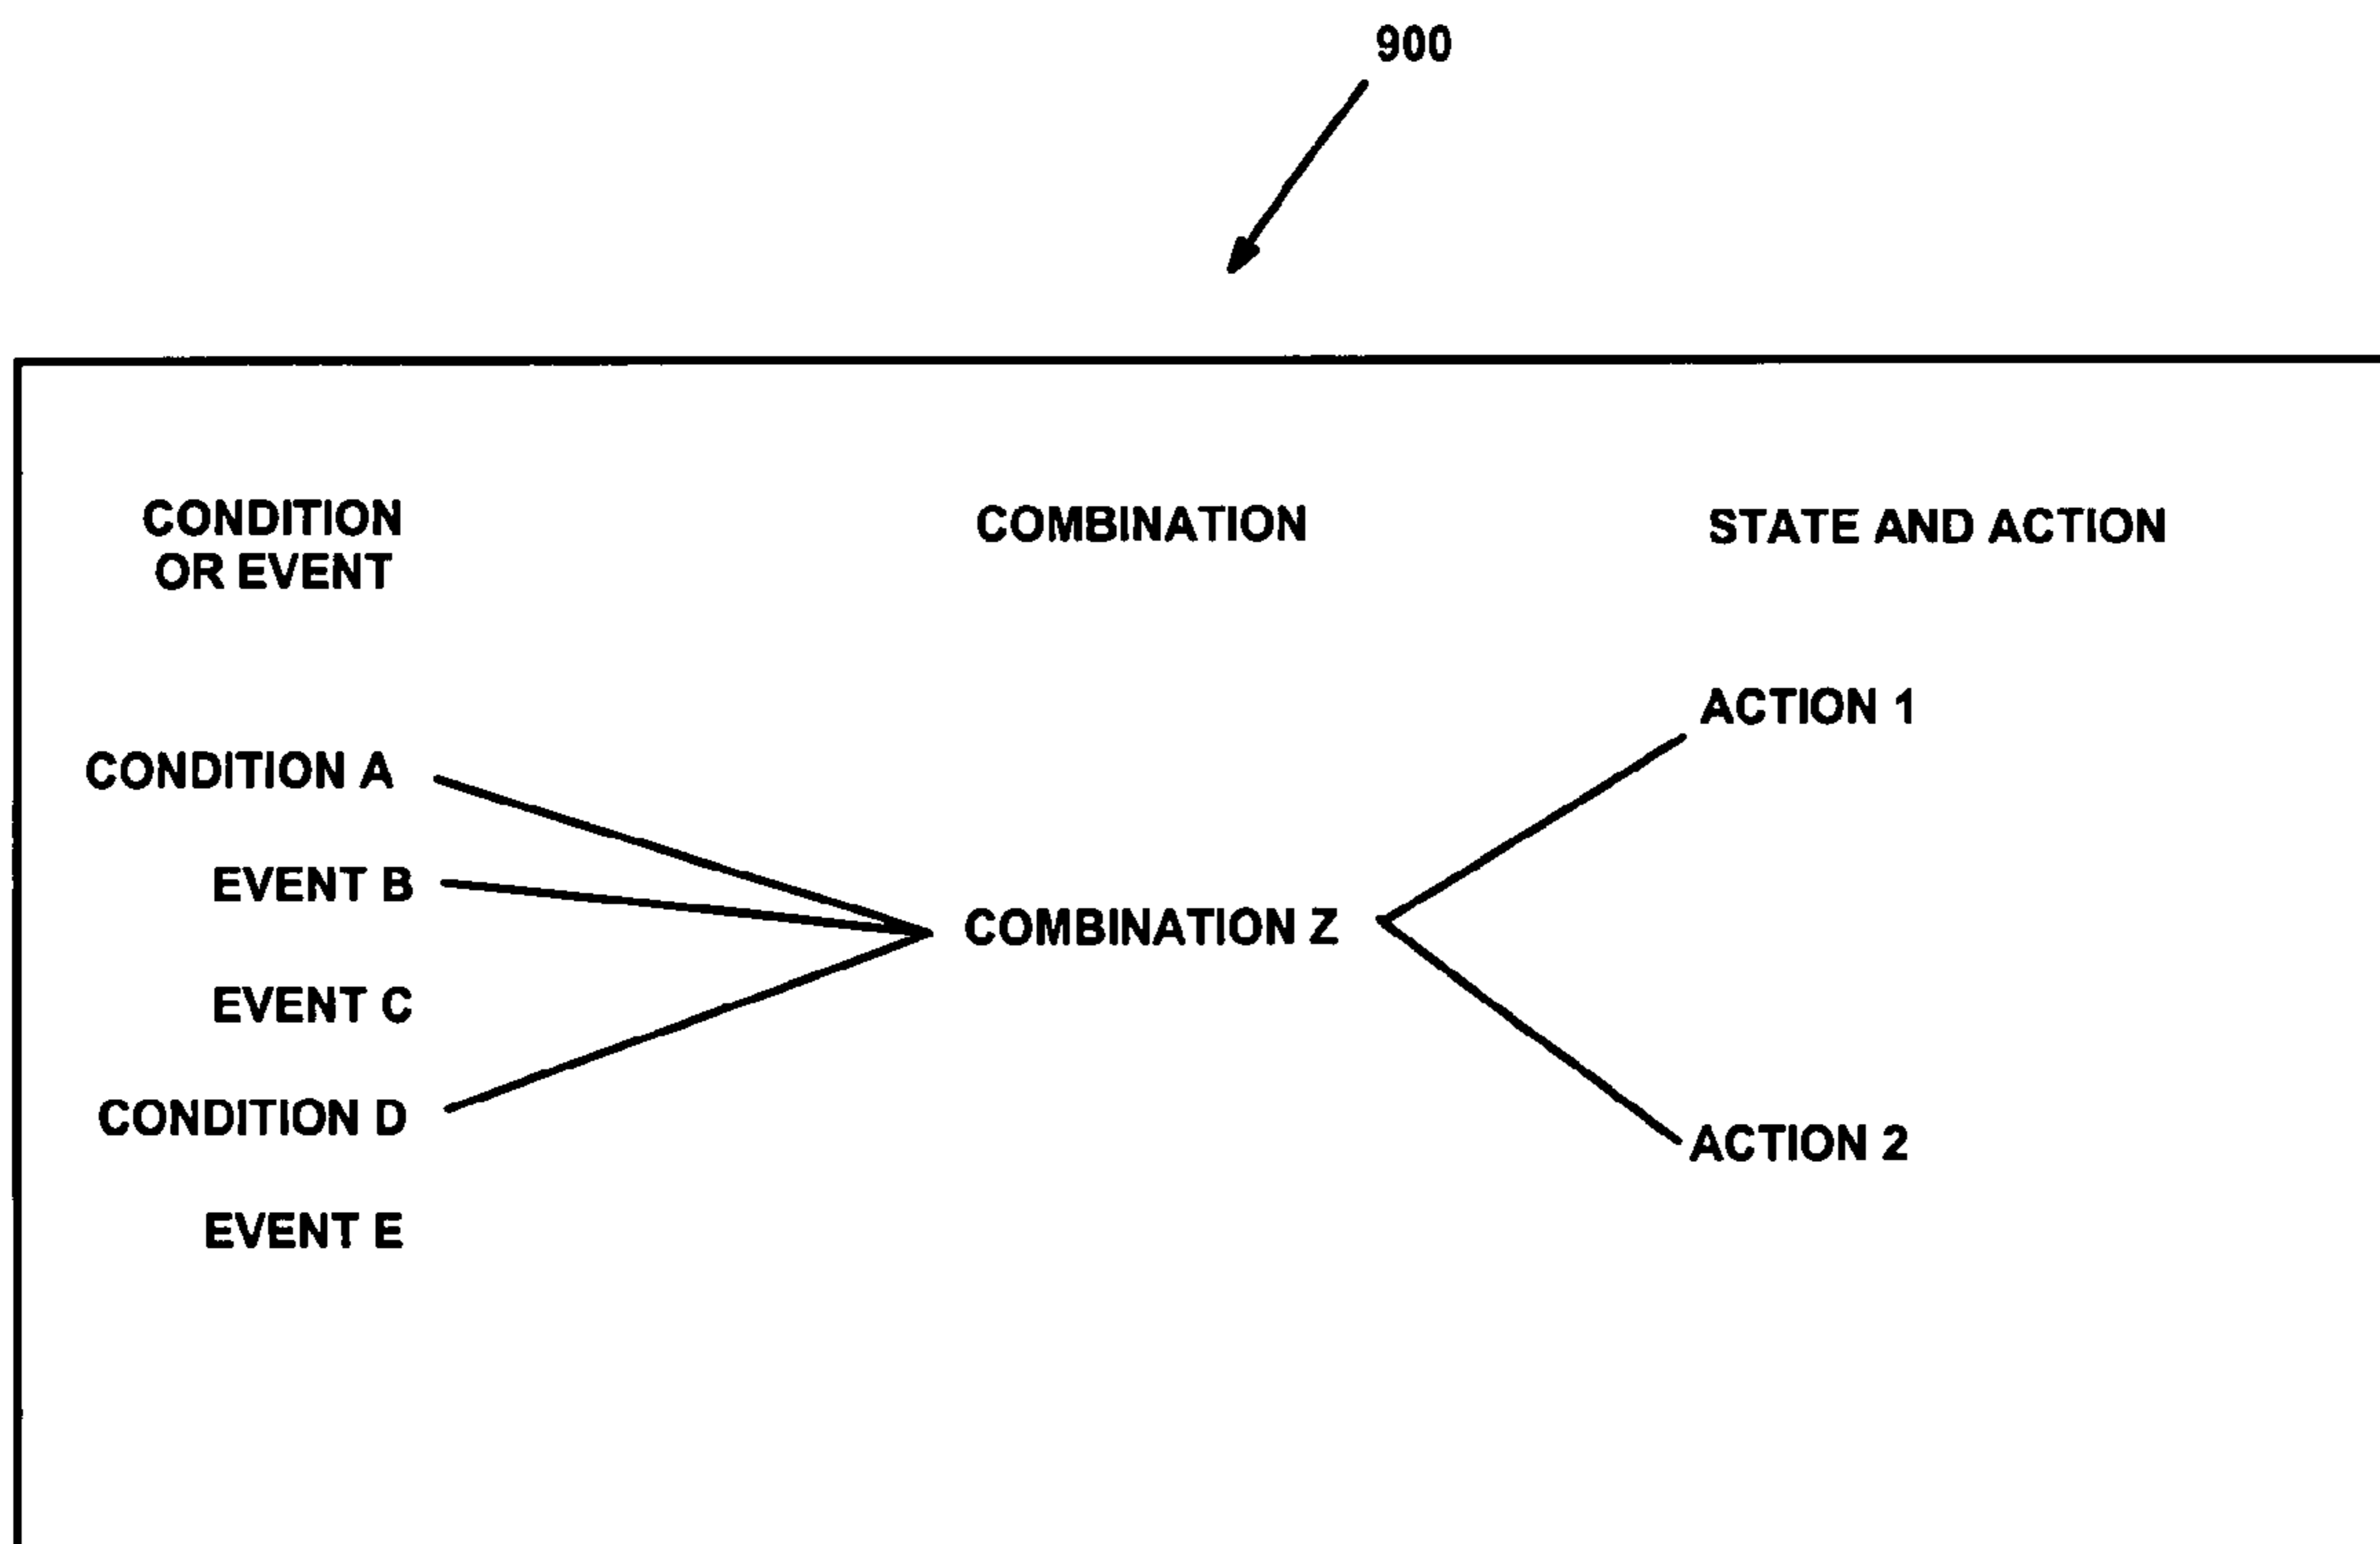 900
CONDITION
OR EVENT
COMBINATION
STATE AND ACTION
CONDITION A
EVENT B
EVENT C
CONDITION D
EVENT E
COMBINATION Z
ACTION 1
ACTION 2